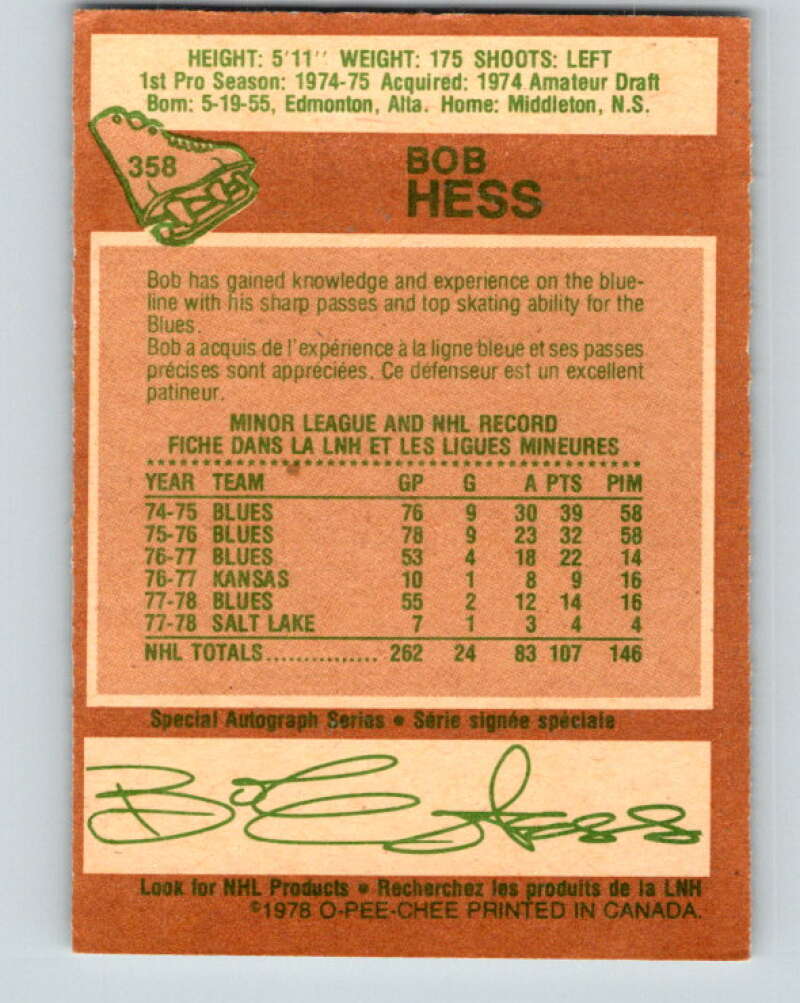 HEIGHT: 5'11" WEIGHT: 175 SHOOTS: LEFT
1st Pro Season: 1974-75 Acquired: 1974 Amateur Draft
Born: 5-19-55, Edmonton, Alta. Home: Middleton, N.S.
358
BOB
HESS
Bob has gained knowledge and experience on the blue-
line with his sharp passes and top skating ability for the
Blues.
Bob a acquis de l'expérience à la ligne bleue et ses passes
précises sont appréciées. Ce défenseur est un excellent
patineur.
MINOR LEAGUE AND NHL RECORD
FICHE DANS LA LNH ET LES LIGUES MINEURES
YEAR TEAM GP G A PTS PIM
74-75 BLUES 76 9 30 39 58
75-76 BLUES 78 9 23 32 58
76-77 BLUES 53 4 18 22 14
76-77 KANSAS 10 1 8 9 16
77-78 BLUES 55 2 12 14 16
77-78 SALT LAKE 7 1 3 4 4
NHL TOTALS............... 262 24 83 107 146
Special Autograph Series • Série signée spéciale
Bob Hess
Look for NHL Products • Recherchez les produits de la LNH
©1978 O-PEE-CHEE PRINTED IN CANADA.